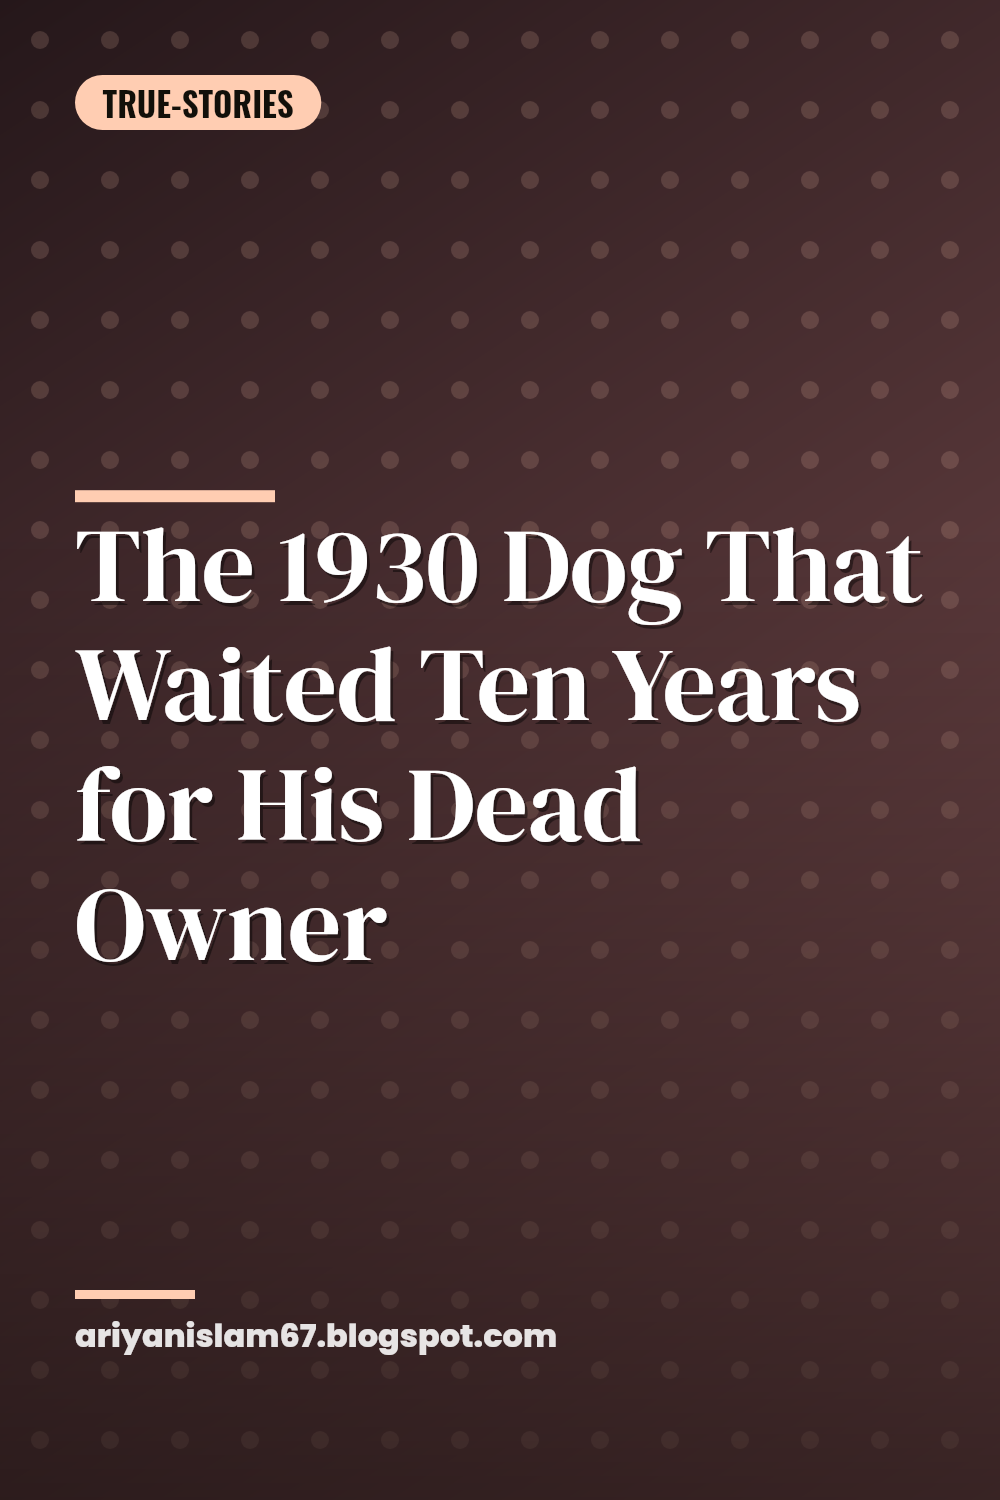 TRUE-STORIES
The 1930 Dog That
Waited Ten Years
for His Dead
Owner
ariyanislam67.blogspot.com